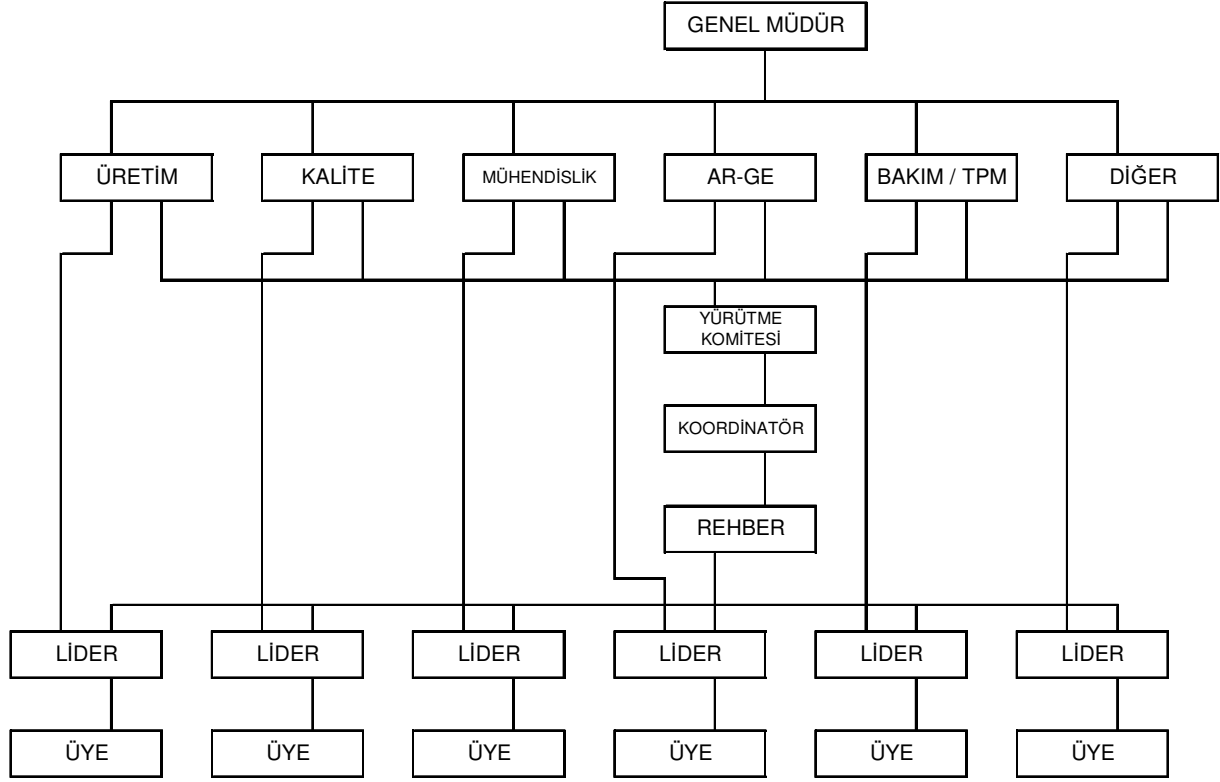 GENEL MÜDÜR
ÜRETİM
KALİTE
MÜHENDİSLİK
AR-GE
BAKIM / TPM
DİĞER
YÜRÜTME
KOMİTESİ
KOORDİNATÖR
REHBER
LİDER
LİDER
LİDER
LİDER
LİDER
LİDER
ÜYE
ÜYE
ÜYE
ÜYE
ÜYE
ÜYE